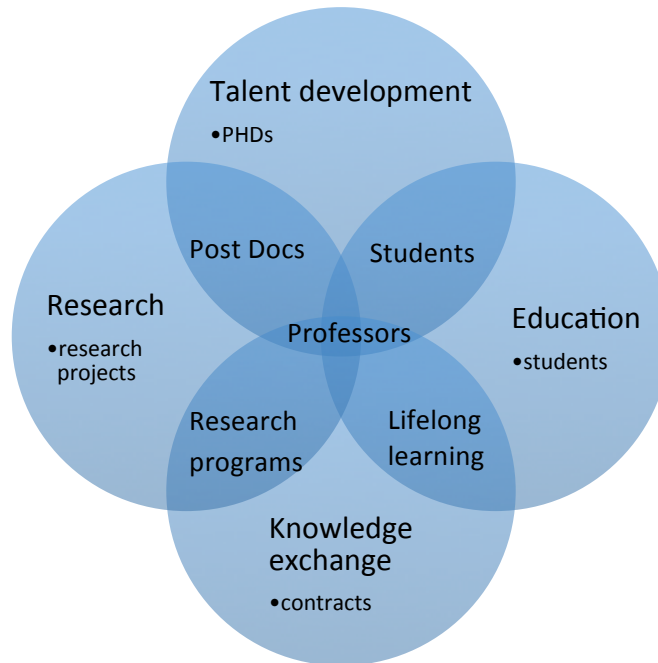 Talent development
•PHDs
Post Docs
Students
Research
•research
projects
Professors
Education
•students
Research
programs
Lifelong
learning
Knowledge
exchange
•contracts